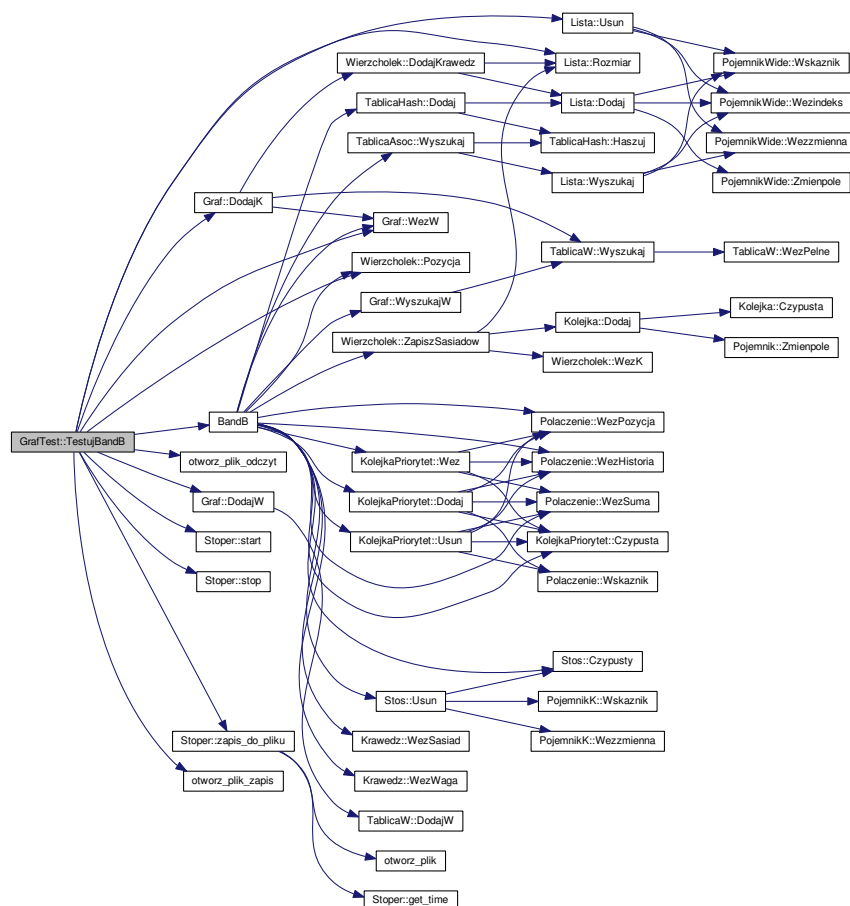 Lista::Usun
Wierzcholek::DodajKrawedz
Lista::Rozmiar
PojemnikWide::Wskaznik
TablicaHash::Dodaj
Lista::Dodaj
PojemnikWide::Wezindeks
TablicaAsoc::Wyszukaj
TablicaHash::Haszuj
PojemnikWide::Wezzmienna
Lista::Wyszukaj
PojemnikWide::Zmienpole
Graf::DodajK
Graf::WezW
TablicaW::Wyszukaj
TablicaW::WezPelne
Wierzcholek::Pozycja
Graf::WyszukajW
Kolejka::Czypusta
Kolejka::Dodaj
Wierzcholek::ZapiszSasiadow
Pojemnik::Zmienpole
Wierzcholek::WezK
BandB
Polaczenie::WezPozycja
GrafTest::TestujBandB
otworz_plik_odczyt
KolejkaPriorytet::Wez
Polaczenie::WezHistoria
Graf::DodajW
KolejkaPriorytet::Dodaj
Polaczenie::WezSuma
Stoper::start
KolejkaPriorytet::Usun
KolejkaPriorytet::Czypusta
Stoper::stop
Polaczenie::Wskaznik
Stos::Czypusty
Stos::Usun
PojemnikK::Wskaznik
Stoper::zapis_do_pliku
Krawedz::WezSasiad
PojemnikK::Wezzmienna
otworz_plik_zapis
Krawedz::WezWaga
TablicaW::DodajW
otworz_plik
Stoper::get_time